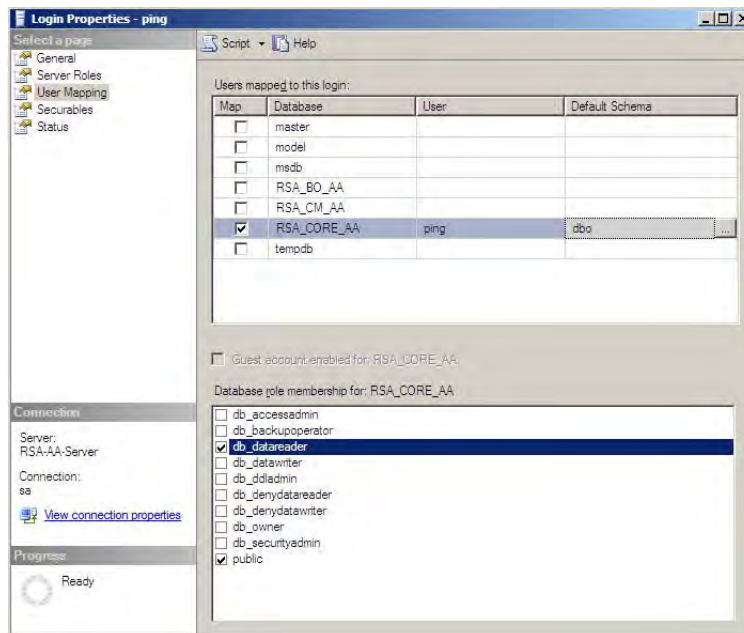 Login Properties - ping
Select a page
General
Server Roles
User Mapping
Securables
Status
Script Help
Users mapped to this login:
Map Database User Default Schema
master
model
msdb
RSA_BO_AA
RSA_CM_AA
RSA_CORE_AA ping dbo ...
tempdb
Guest account enabled for: RSA_CORE_AA
Database role membership for: RSA_CORE_AA
db_accessadmin
db_backupoperator
db_datareader
db_datawriter
db_ddladmin
db_denydatareader
db_denydatawriter
db_owner
db_securityadmin
public
Connection
Server:
RSA-AA-Server
Connection:
sa
View connection properties
Progress
Ready